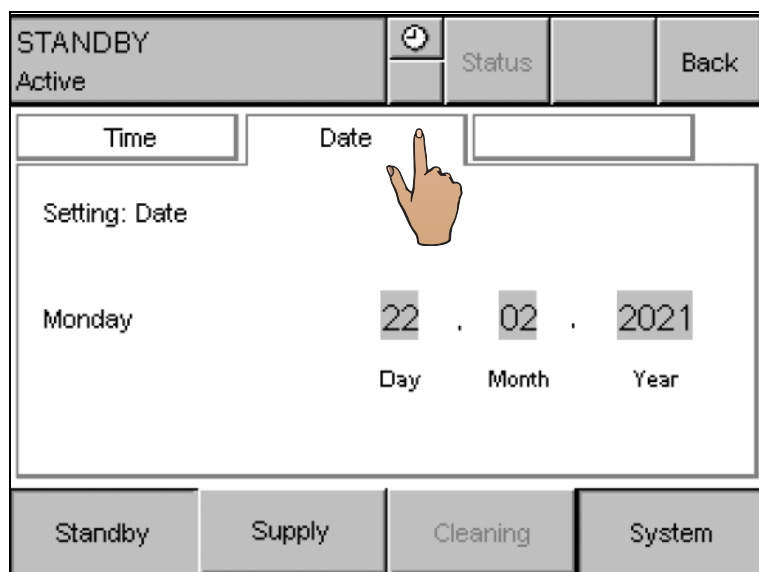 STANDBY
Active
Status
Back
Time
Date
Setting: Date
Monday
22 . 02 . 2021
Day Month Year
Standby
Supply
Cleaning
System